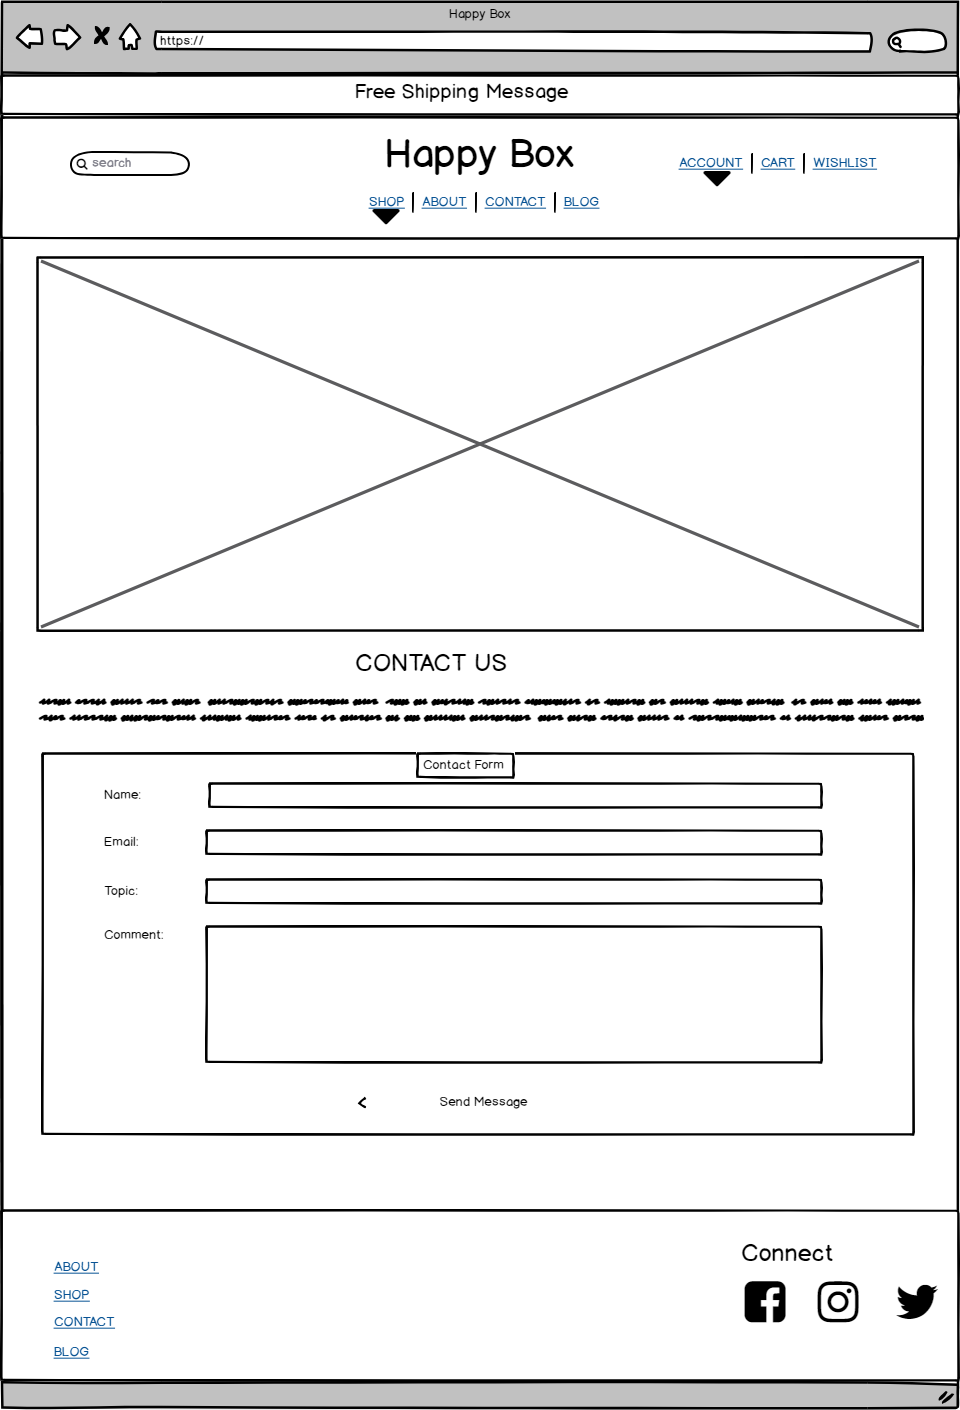 Happy Box
https://
Free Shipping Message
search
Happy Box
ACCOUNT CART WISHLIST
SHOP ABOUT CONTACT BLOG
CONTACT US
Contact Form
Name:
Email:
Topic:
Comment:
< Send Message
Connect
ABOUT
SHOP
CONTACT
BLOG